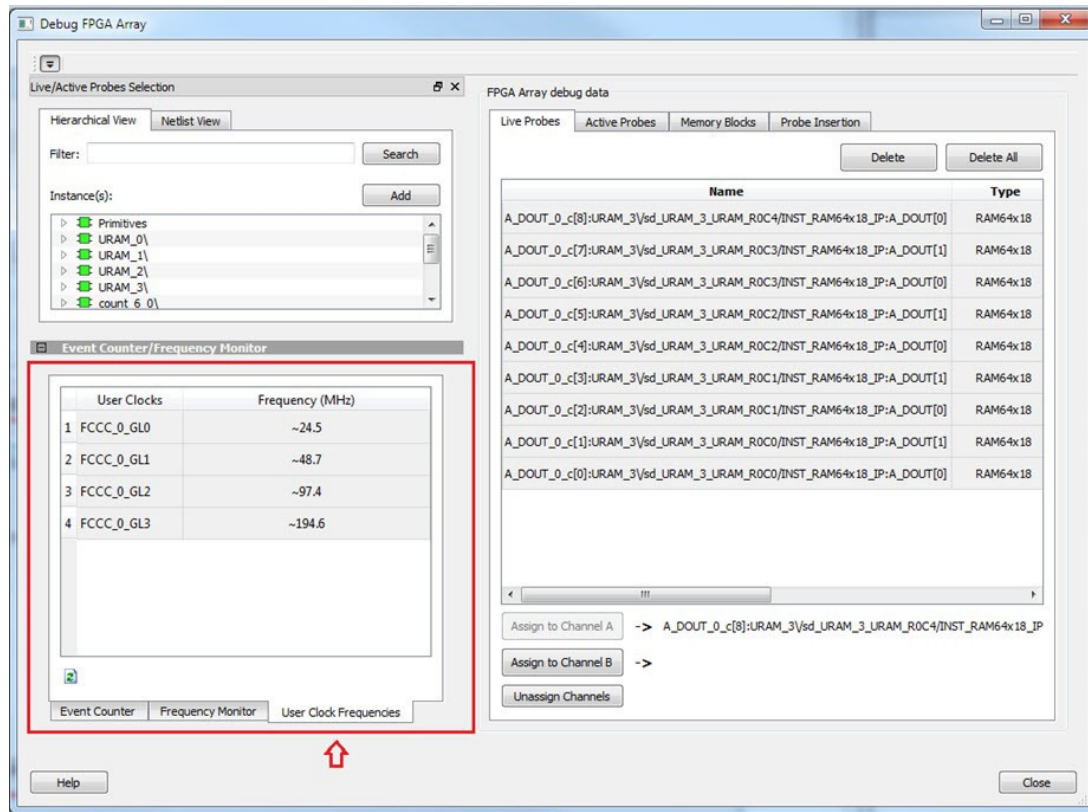 Debug FPGA Array
Live/Active Probes Selection
Hierarchical View
Netlist View
Filter:
Search
Instance(s):
Add
Primitives
URAM_0\
URAM_1\
URAM_2\
URAM_3\
count_6_0\
Event Counter/Frequency Monitor
User Clocks Frequency (MHz)
1 FCCC_0_GL0 ~24.5
2 FCCC_0_GL1 ~48.7
3 FCCC_0_GL2 ~97.4
4 FCCC_0_GL3 ~194.6
Event Counter
Frequency Monitor
User Clock Frequencies
FPGA Array debug data
Live Probes
Active Probes
Memory Blocks
Probe Insertion
Delete
Delete All
Name Type
A_DOUT_0_c[8]:URAM_3\/sd_URAM_3_URAM_R0C4/INST_RAM64x18_IP:A_DOUT[0] RAM64x18
A_DOUT_0_c[7]:URAM_3\/sd_URAM_3_URAM_R0C3/INST_RAM64x18_IP:A_DOUT[1] RAM64x18
A_DOUT_0_c[6]:URAM_3\/sd_URAM_3_URAM_R0C3/INST_RAM64x18_IP:A_DOUT[0] RAM64x18
A_DOUT_0_c[5]:URAM_3\/sd_URAM_3_URAM_R0C2/INST_RAM64x18_IP:A_DOUT[1] RAM64x18
A_DOUT_0_c[4]:URAM_3\/sd_URAM_3_URAM_R0C2/INST_RAM64x18_IP:A_DOUT[0] RAM64x18
A_DOUT_0_c[3]:URAM_3\/sd_URAM_3_URAM_R0C1/INST_RAM64x18_IP:A_DOUT[1] RAM64x18
A_DOUT_0_c[2]:URAM_3\/sd_URAM_3_URAM_R0C1/INST_RAM64x18_IP:A_DOUT[0] RAM64x18
A_DOUT_0_c[1]:URAM_3\/sd_URAM_3_URAM_R0C0/INST_RAM64x18_IP:A_DOUT[1] RAM64x18
A_DOUT_0_c[0]:URAM_3\/sd_URAM_3_URAM_R0C0/INST_RAM64x18_IP:A_DOUT[0] RAM64x18
Assign to Channel A -> A_DOUT_0_c[8]:URAM_3\/sd_URAM_3_URAM_R0C4/INST_RAM64x18_IP
Assign to Channel B ->
Unassign Channels
Help
Close